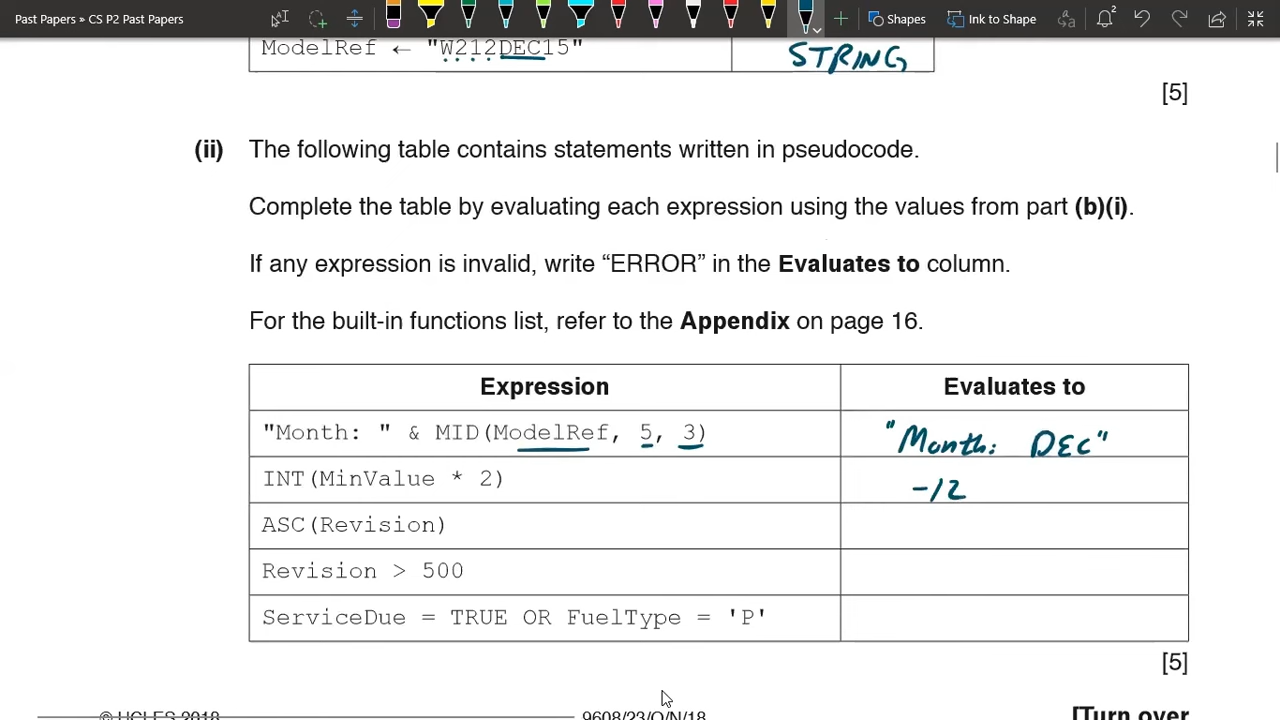 Past Papers » CS P2 Past Papers
Shapes
Ink to Shape
ModelRef ← "W212DEC15"
STRING
[5]
(ii) The following table contains statements written in pseudocode.
Complete the table by evaluating each expression using the values from part (b)(i).
If any expression is invalid, write “ERROR” in the Evaluates to column.
For the built-in functions list, refer to the Appendix on page 16.
Expression Evaluates to
"Month: " & MID(ModelRef, 5, 3) "Month: DEC"
INT(MinValue * 2) -12
ASC(Revision)
Revision > 500
ServiceDue = TRUE OR FuelType = 'P'
[5]
© UCLES 2018 9608/23/O/N/18 [Turn over